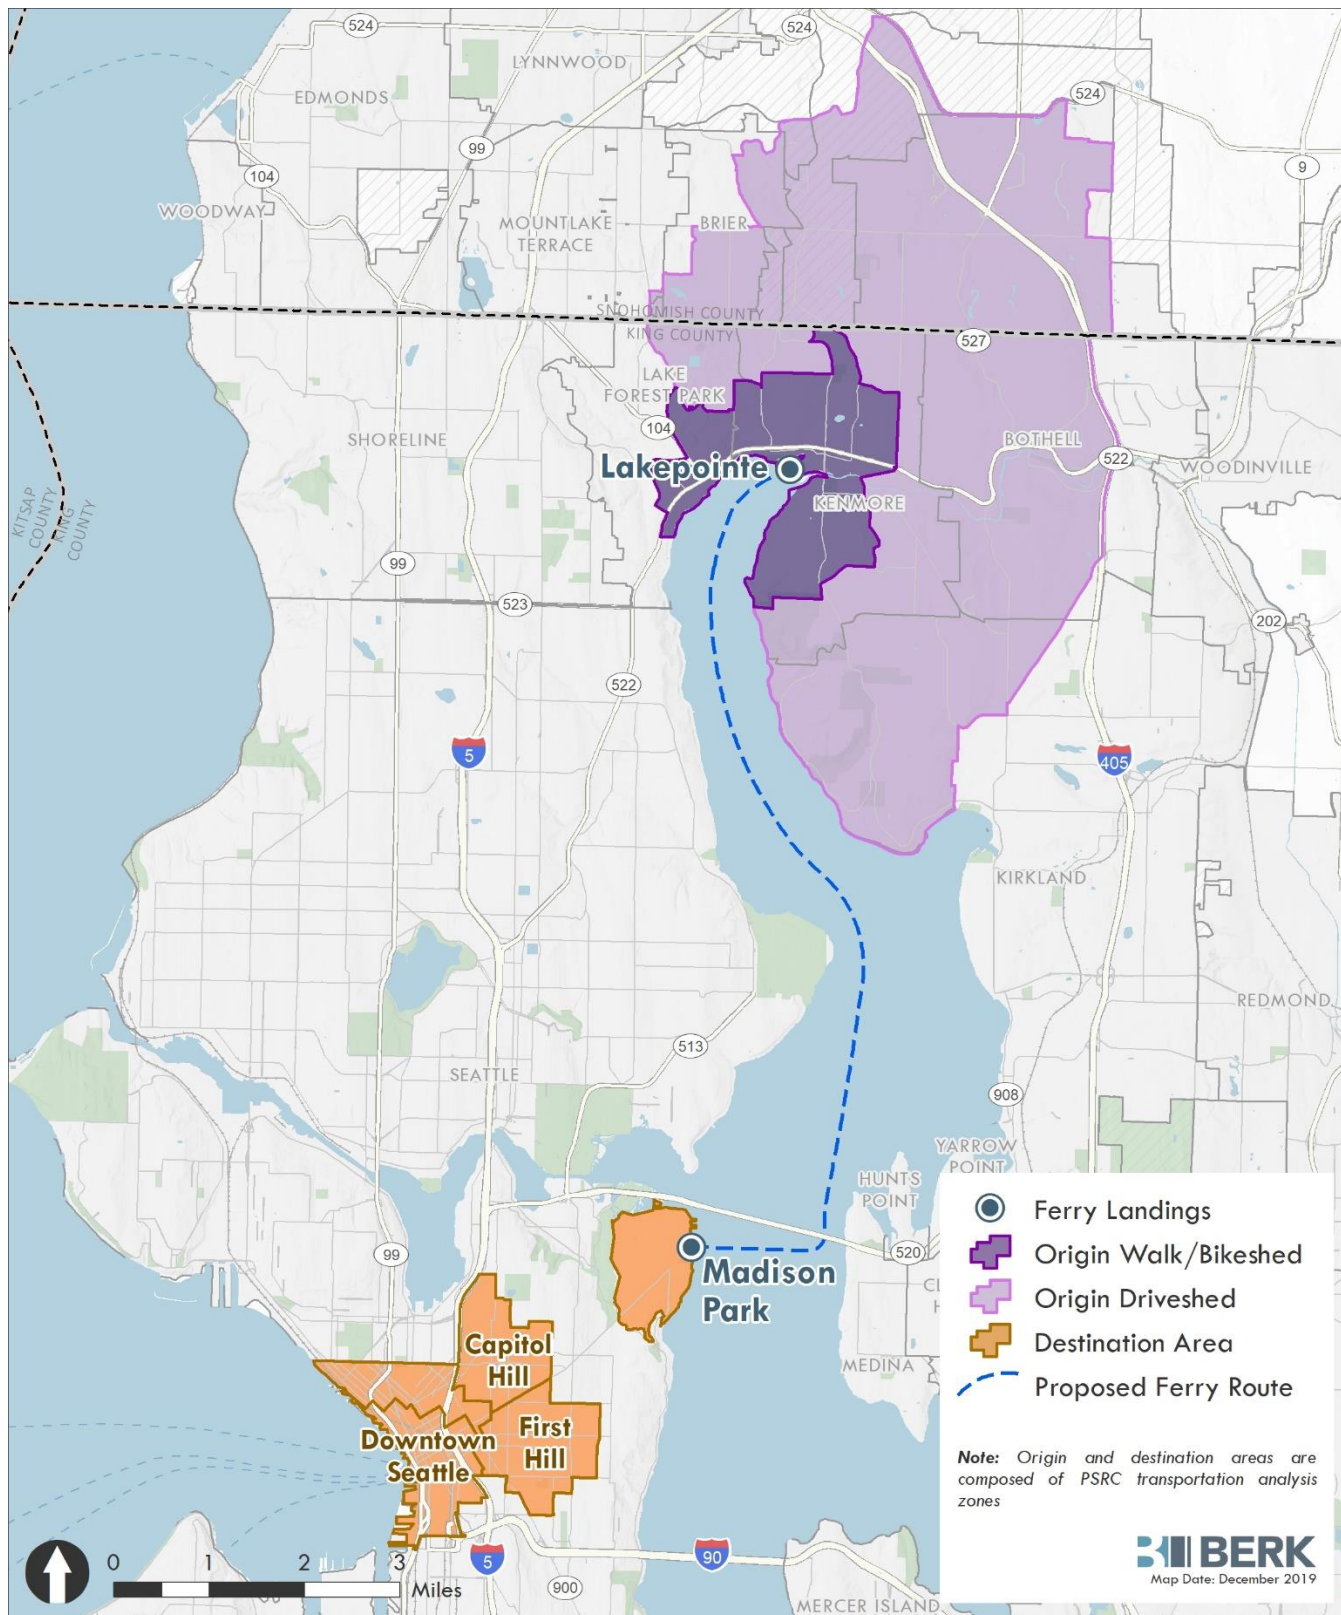 524
524
LYNNWOOD
EDMONDS
524
99
9
104
WOODWAY
MOUNTLAKE
TERRACE
BRIER
SNOHOMISH COUNTY
KING COUNTY
527
LAKE
FOREST PARK
104
SHORELINE
BOTHELL
522
WOODINVILLE
Lakepointe
KENMORE
KITSAP
COUNTY
KING
COUNTY
99
523
202
522
5
405
KIRKLAND
REDMOND
513
SEATTLE
908
YARROW
POINT
HUNTS
POINT
99
520
Madison
Park
Capitol
Hill
MEDINA
First
Hill
Downtown
Seattle
5
90
900
MERCER ISLAND
0 1 2 3
Miles
Ferry Landings
Origin Walk/Bikeshed
Origin Driveshed
Destination Area
Proposed Ferry Route
Note: Origin and destination areas are
composed of PSRC transportation analysis
zones
BERK
Map Date: December 2019